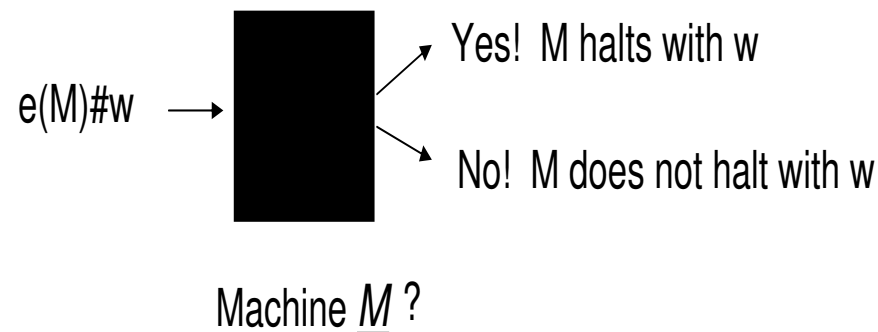 Yes! M halts with w
e(M)#w
No! M does not halt with w
Machine M ?